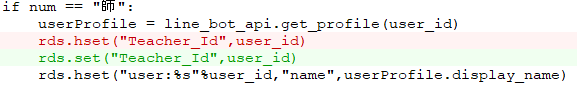 if num == "師":
    userProfile = line_bot_api.get_profile(user_id)
    rds.hset("Teacher_Id",user_id)
    rds.set("Teacher_Id",user_id)
    rds.hset("user:%s"%user_id,"name",userProfile.display_name)